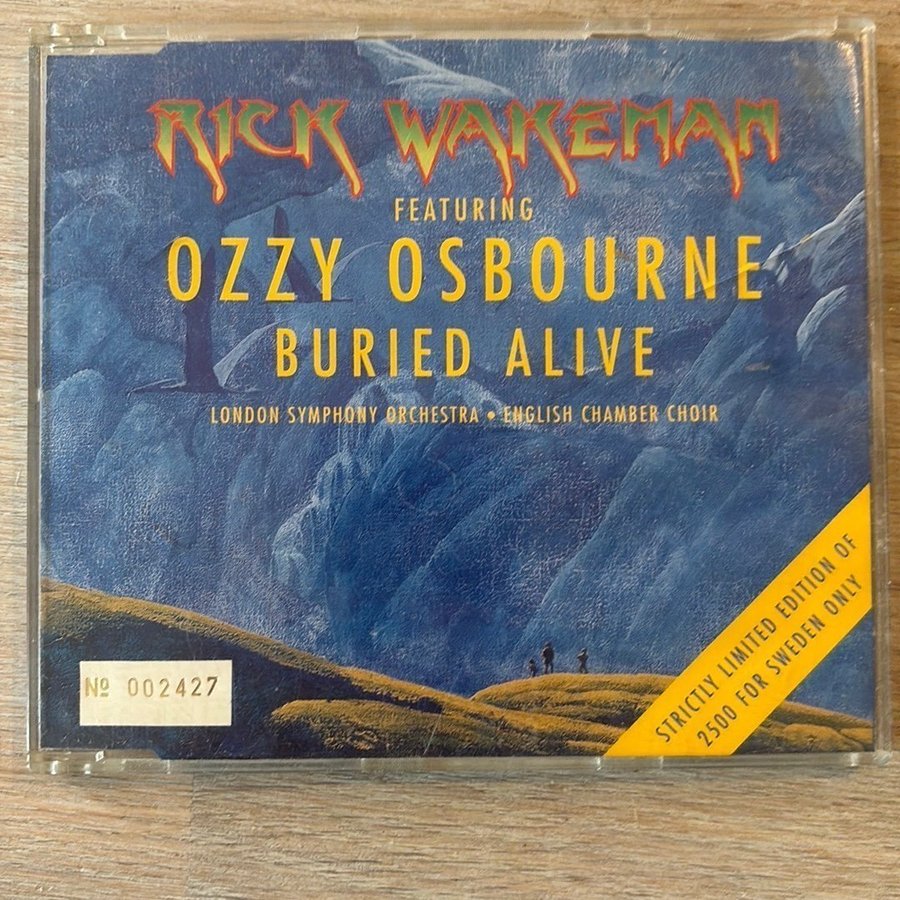 RICK WAKEMAN
FEATURING
OZZY OSBOURNE
BURIED ALIVE
LONDON SYMPHONY ORCHESTRA • ENGLISH CHAMBER CHOIR
STRICTLY LIMITED EDITION OF
2500 FOR SWEDEN ONLY
Nº 002427